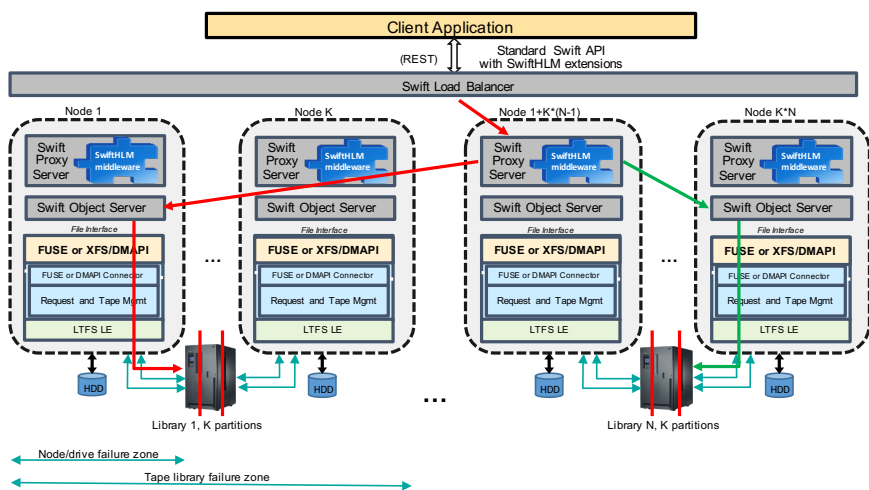 Client Application
(REST)
Standard Swift API
with SwiftHLM extensions
Swift Load Balancer
Node 1
Node K
Node 1+K*(N-1)
Node K*N
Swift
Proxy
Server
SwiftHLM
middleware
Swift
Proxy
Server
SwiftHLM
middleware
Swift
Proxy
Server
SwiftHLM
middleware
Swift
Proxy
Server
SwiftHLM
middleware
Swift Object Server
Swift Object Server
Swift Object Server
Swift Object Server
File Interface
File Interface
File Interface
File Interface
FUSE or XFS/DMAPI
FUSE or XFS/DMAPI
FUSE or XFS/DMAPI
FUSE or XFS/DMAPI
...
...
FUSE or DMAPI Connector
FUSE or DMAPI Connector
FUSE or DMAPI Connector
FUSE or DMAPI Connector
Request and Tape Mgmt
Request and Tape Mgmt
Request and Tape Mgmt
Request and Tape Mgmt
LTFS LE
LTFS LE
LTFS LE
LTFS LE
HDD
HDD
HDD
HDD
...
Library 1, K partitions
Library N, K partitions
Node/drive failure zone
Tape library failure zone